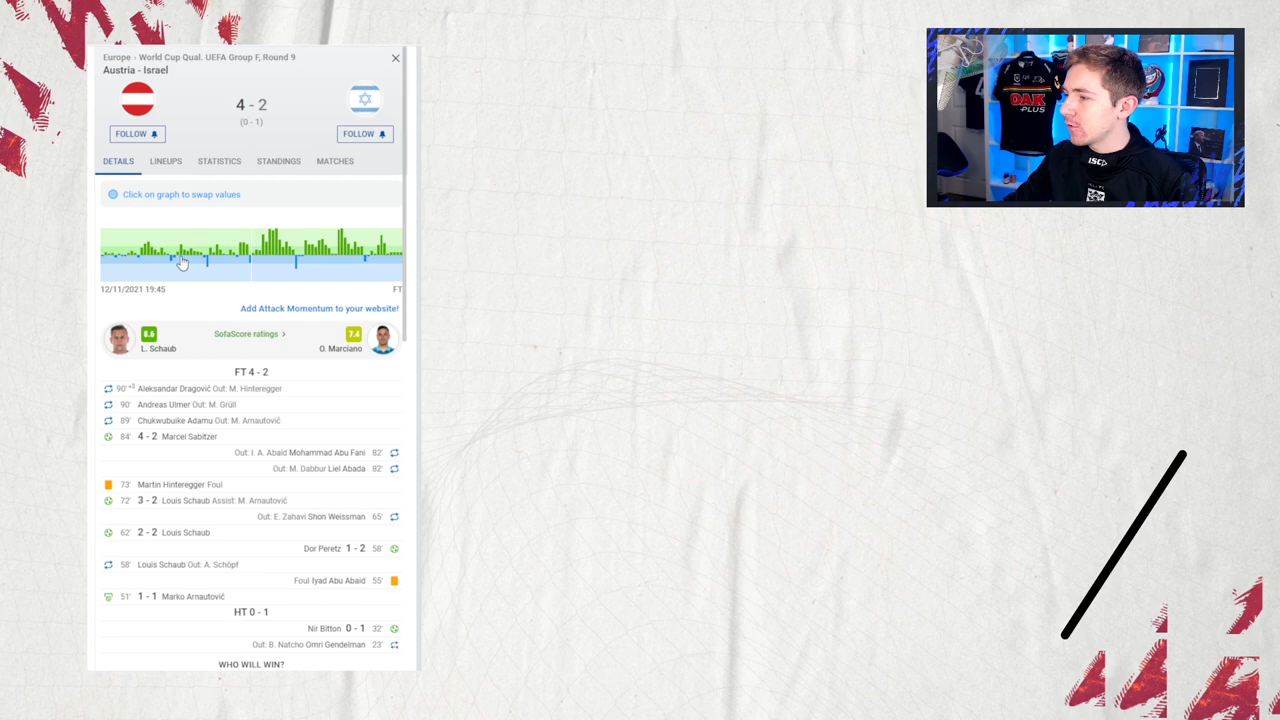 Europe › World Cup Qual. UEFA Group F, Round 9
Austria - Israel
4 - 2
(0 - 1)
FOLLOW
FOLLOW
DETAILS LINEUPS STATISTICS STANDINGS MATCHES
Click on graph to swap values
12/11/2021 19:45 FT
Add Attack Momentum to your website!
8.6 SofaScore ratings › 7.4
L. Schaub O. Marciano
FT 4 - 2
90' +3 Aleksandar Dragović Out: M. Hinteregger
90' Andreas Ulmer Out: M. Grüll
89' Chukwubuike Adamu Out: M. Arnautović
84' 4 - 2 Marcel Sabitzer
Out: I. A. Abaid Mohammad Abu Fani 82'
Out: M. Dabbur Liel Abada 82'
73' Martin Hinteregger Foul
72' 3 - 2 Louis Schaub Assist: M. Arnautović
Out: E. Zahavi Shon Weissman 65'
62' 2 - 2 Louis Schaub
Dor Peretz 1 - 2 58'
58' Louis Schaub Out: A. Schöpf
Foul Iyad Abu Abaid 55'
51' 1 - 1 Marko Arnautović
HT 0 - 1
Nir Bitton 0 - 1 32'
Out: B. Natcho Omri Gendelman 23'
WHO WILL WIN?
OAK
PLUS
ISC